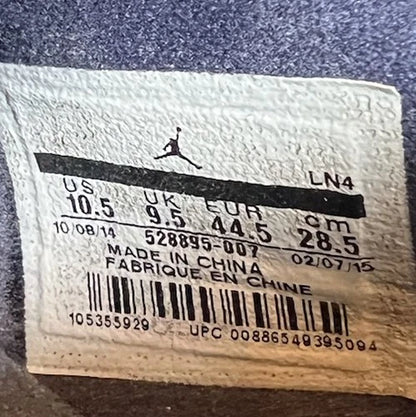 LN4
US UK EUR cm
10.5 9.5 44.5 28.5
10/08/14 528895-007 02/07/15
MADE IN CHINA
FABRIQUE EN CHINE
105355929 UPC 00886549395094